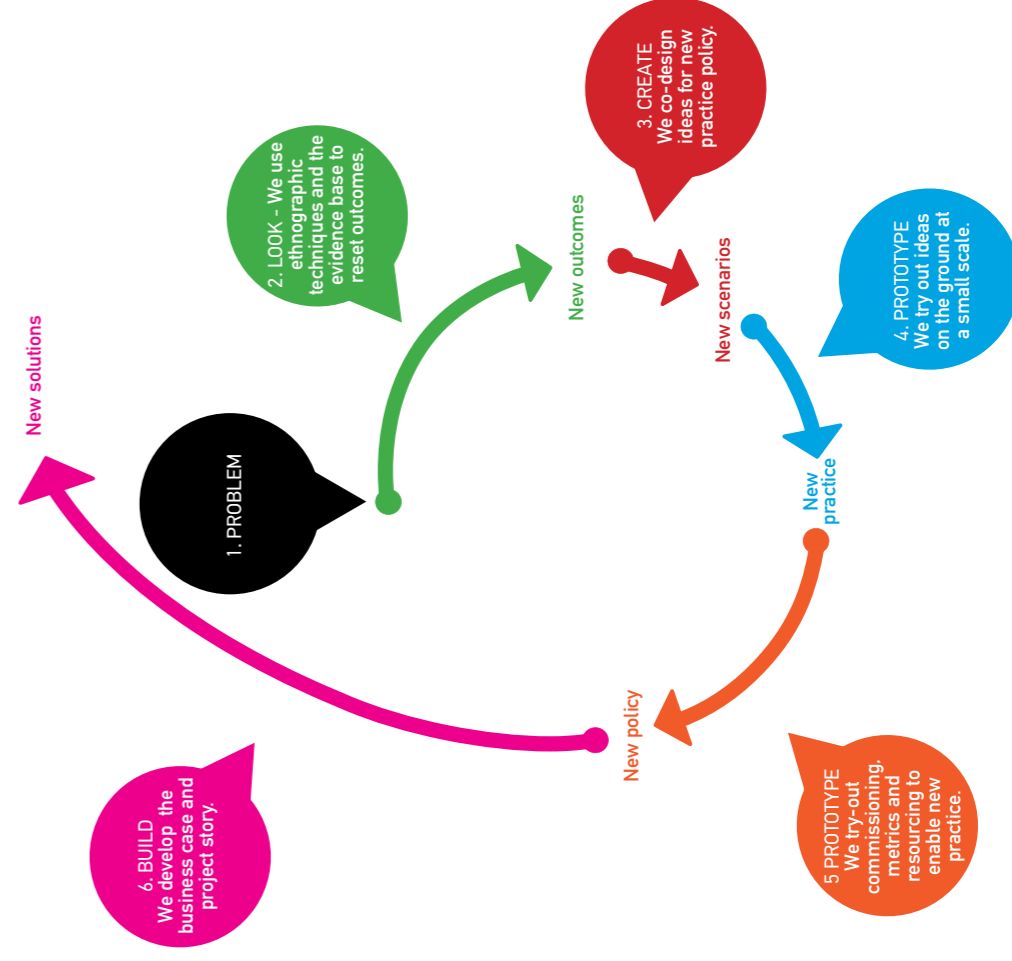 1. PROBLEM
2. LOOK - We use
ethnographic
techniques and the
evidence base to
reset outcomes.
New outcomes
3. CREATE
We co-design
ideas for new
practice policy.
New scenarios
4. PROTOTYPE
We try out ideas
on the ground at
a small scale.
New
practice
5 PROTOTYPE
We try-out
commissioning,
metrics and
resourcing to
enable new
practice.
New policy
6. BUILD
We develop the
business case and
project story.
New solutions